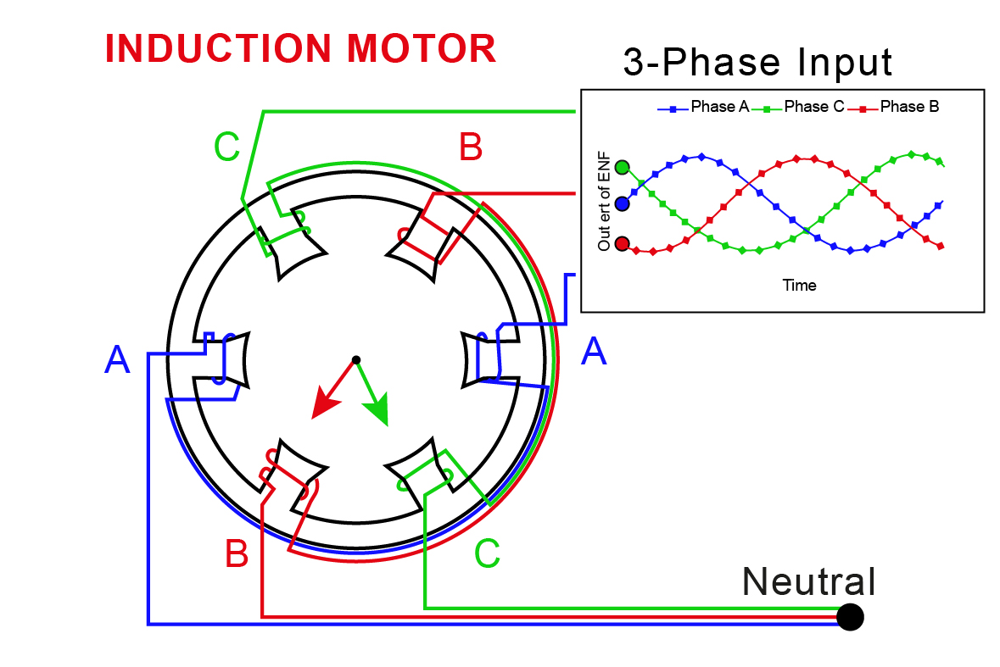 INDUCTION MOTOR
3-Phase Input
Phase A Phase C Phase B
C
B
Out ert of ENF
Time
A
A
B
C
Neutral